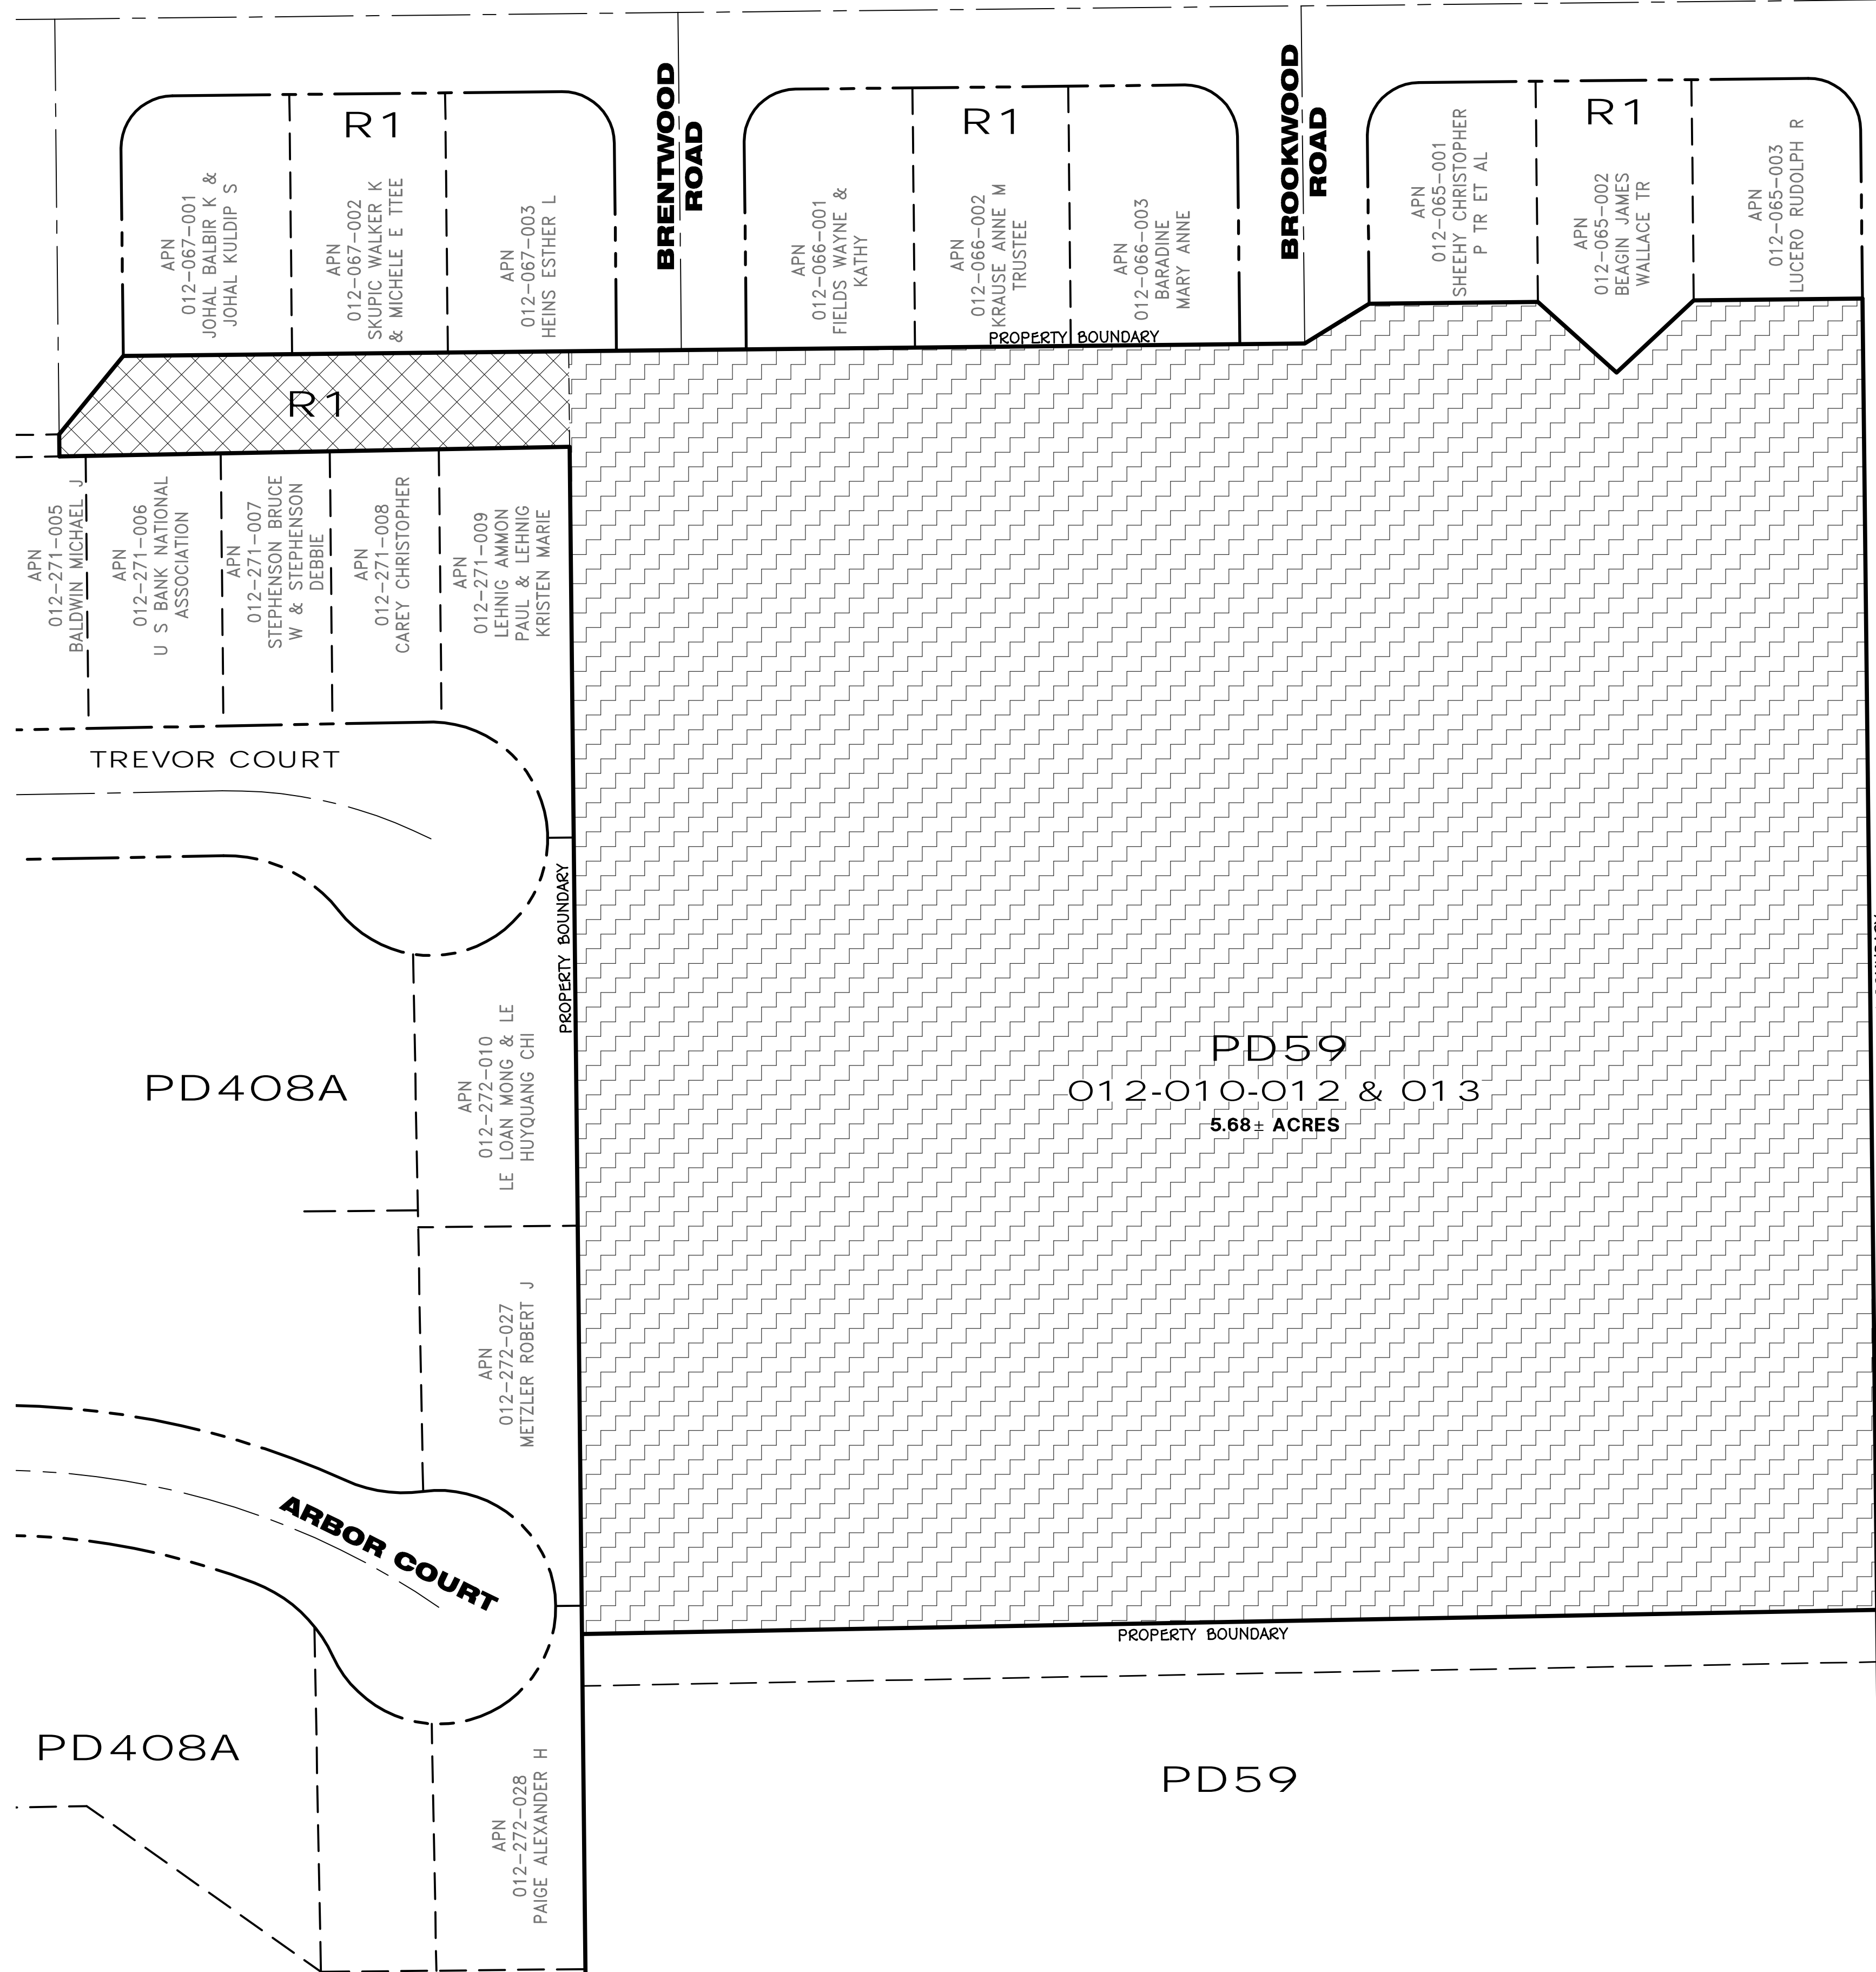 BRENTWOOD
ROAD
BROOKWOOD
ROAD
R1
APN
012-067-001
JOHAL BALBIR K &
JOHAL KULDIP S
APN
012-067-002
SKUPIC WALKER K
& MICHELE E TTEE
APN
012-067-003
HEINS ESTHER L
R1
APN
012-066-001
FIELDS WAYNE &
KATHY
APN
012-066-002
KRAUSE ANNE M
TRUSTEE
APN
012-066-003
BARADINE
MARY ANNE
R1
APN
012-065-001
SHEEHY CHRISTOPHER
P TR ET AL
APN
012-065-002
BEAGIN JAMES
WALLACE TR
APN
012-065-003
LUCERO RUDOLPH R
PROPERTY BOUNDARY
R1
APN
012-271-005
BALDWIN MICHAEL J
APN
012-271-006
U S BANK NATIONAL
ASSOCIATION
APN
012-271-007
STEPHENSON BRUCE
W & STEPHENSON
DEBBIE
APN
012-271-008
CAREY CHRISTOPHER
APN
012-271-009
LEHNIG AMMON
PAUL & LEHNIG
KRISTEN MARIE
TREVOR COURT
PROPERTY BOUNDARY
PD408A
APN
012-272-010
LE LOAN MONG & LE
HUYQUANG CHI
PD59
012-010-012 & 013
5.68± ACRES
APN
012-272-027
METZLER ROBERT J
ARBOR COURT
PROPERTY BOUNDARY
PD408A
APN
012-272-028
PAIGE ALEXANDER H
PD59